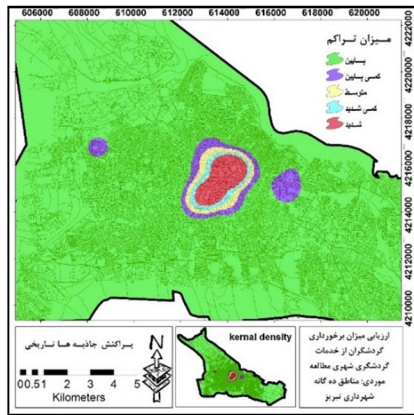 606000 608000 610000 612000 614000 616000 618000 620000
4222000
4220000
4218000
4216000
4214000
4212000
4210000
میزان تراکم
پایین
کمی پایین
متوسط
کمی شدید
شدید
پراکنش جاذبه ها تاریخی
N
0 0.5 1 2 3 4 5
Kilometers
kernal density
ارزیابی میزان برخورداری
گردشگران از خدمات
گردشگری شهری مطالعه
موردی: مناطق ده گانه
شهرداری تبریز